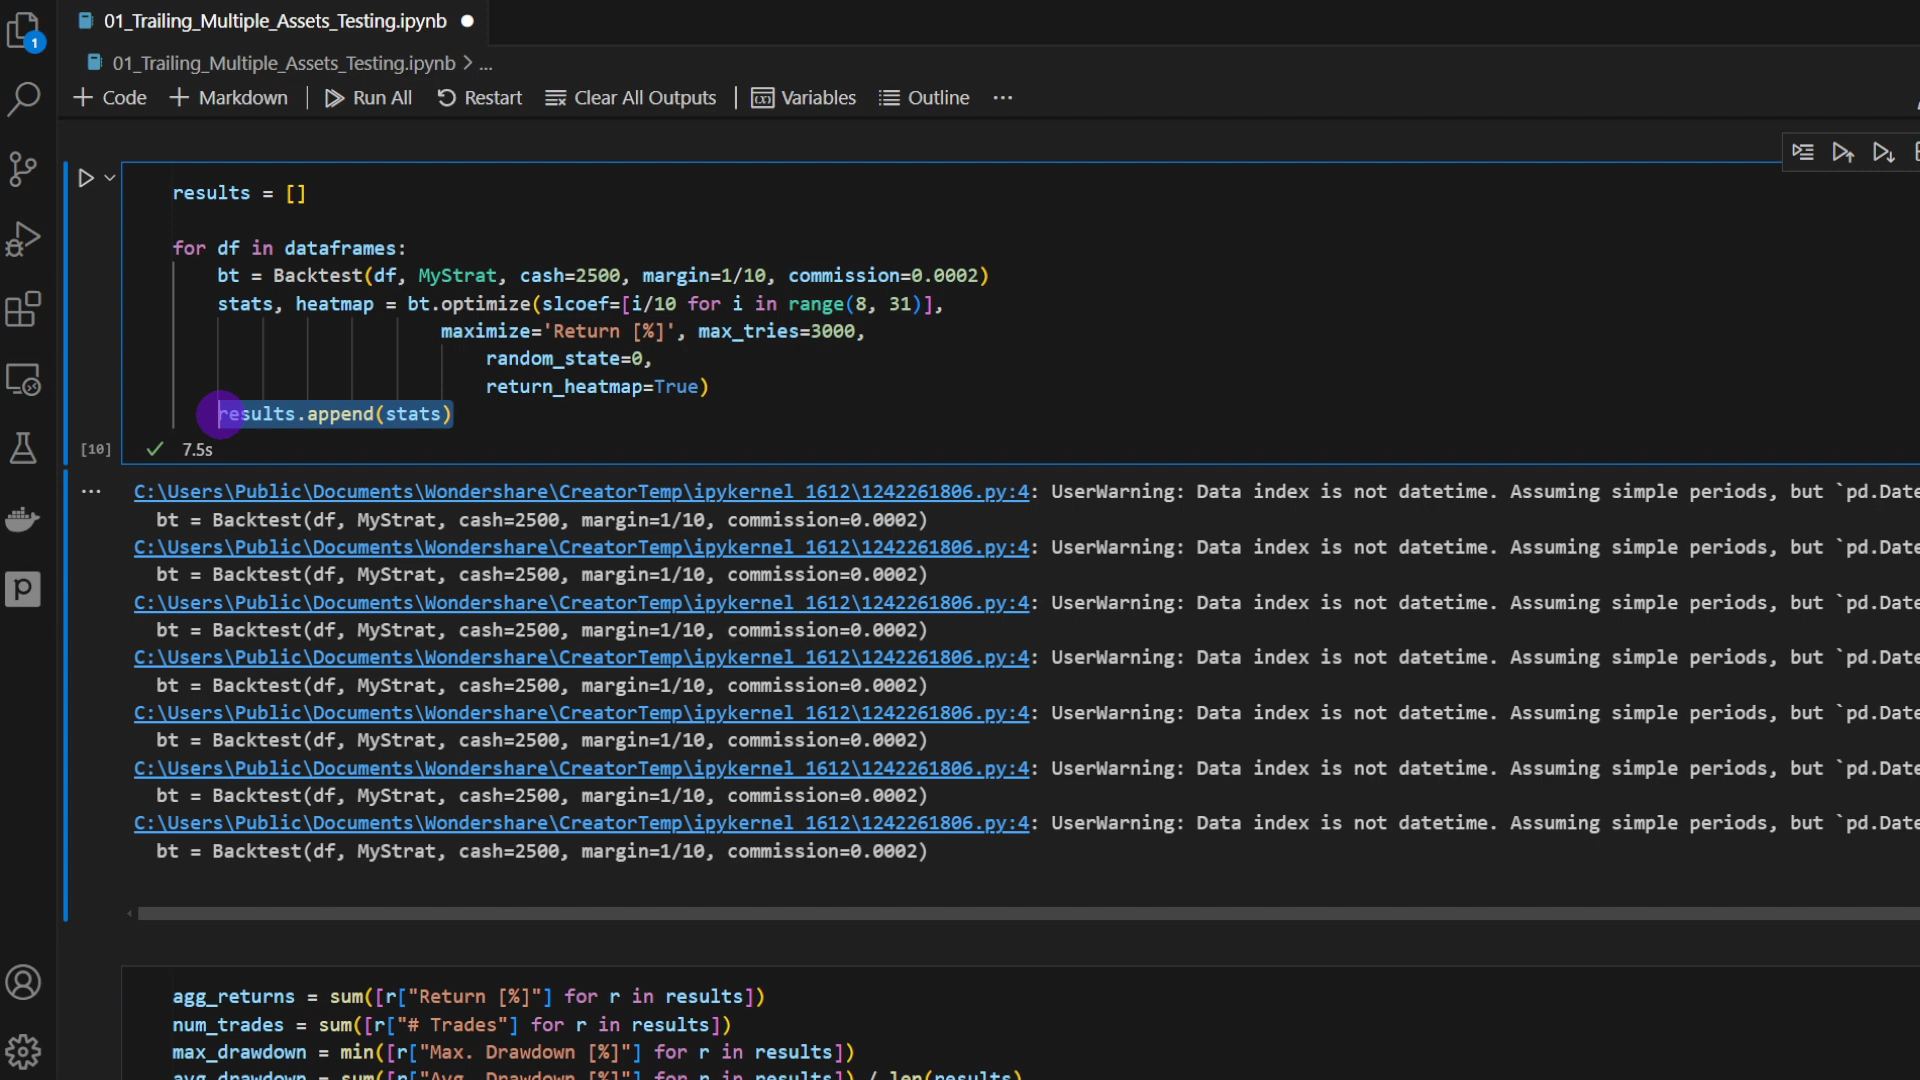 01_Trailing_Multiple_Assets_Testing.ipynb
1
01_Trailing_Multiple_Assets_Testing.ipynb > ...
+ Code + Markdown | Run All Restart Clear All Outputs | Variables Outline ...
results = []
for df in dataframes:
bt = Backtest(df, MyStrat, cash=2500, margin=1/10, commission=0.0002)
stats, heatmap = bt.optimize(slcoef=[i/10 for i in range(8, 31)],
maximize='Return [%]', max_tries=3000,
random_state=0,
return_heatmap=True)
results.append(stats)
[10] ✓ 7.5s
C:\Users\Public\Documents\Wondershare\CreatorTemp\ipykernel_1612\1242261806.py:4: UserWarning: Data index is not datetime. Assuming simple periods, but `pd.Date
bt = Backtest(df, MyStrat, cash=2500, margin=1/10, commission=0.0002)
C:\Users\Public\Documents\Wondershare\CreatorTemp\ipykernel_1612\1242261806.py:4: UserWarning: Data index is not datetime. Assuming simple periods, but `pd.Date
bt = Backtest(df, MyStrat, cash=2500, margin=1/10, commission=0.0002)
C:\Users\Public\Documents\Wondershare\CreatorTemp\ipykernel_1612\1242261806.py:4: UserWarning: Data index is not datetime. Assuming simple periods, but `pd.Date
bt = Backtest(df, MyStrat, cash=2500, margin=1/10, commission=0.0002)
C:\Users\Public\Documents\Wondershare\CreatorTemp\ipykernel_1612\1242261806.py:4: UserWarning: Data index is not datetime. Assuming simple periods, but `pd.Date
bt = Backtest(df, MyStrat, cash=2500, margin=1/10, commission=0.0002)
C:\Users\Public\Documents\Wondershare\CreatorTemp\ipykernel_1612\1242261806.py:4: UserWarning: Data index is not datetime. Assuming simple periods, but `pd.Date
bt = Backtest(df, MyStrat, cash=2500, margin=1/10, commission=0.0002)
C:\Users\Public\Documents\Wondershare\CreatorTemp\ipykernel_1612\1242261806.py:4: UserWarning: Data index is not datetime. Assuming simple periods, but `pd.Date
bt = Backtest(df, MyStrat, cash=2500, margin=1/10, commission=0.0002)
C:\Users\Public\Documents\Wondershare\CreatorTemp\ipykernel_1612\1242261806.py:4: UserWarning: Data index is not datetime. Assuming simple periods, but `pd.Date
bt = Backtest(df, MyStrat, cash=2500, margin=1/10, commission=0.0002)
agg_returns = sum([r["Return [%]"] for r in results])
num_trades = sum([r["# Trades"] for r in results])
max_drawdown = min([r["Max. Drawdown [%]"] for r in results])
avg_drawdown = sum([r["Avg. Drawdown [%]"] for r in results]) / len(results)